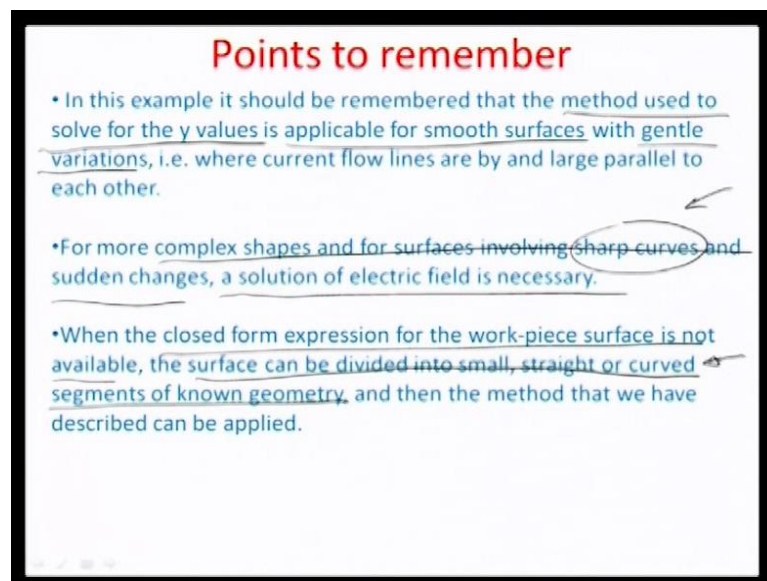 Points to remember
• In this example it should be remembered that the method used to
solve for the y values is applicable for smooth surfaces with gentle
variations, i.e. where current flow lines are by and large parallel to
each other.
•For more complex shapes and for surfaces involving sharp curves and
sudden changes, a solution of electric field is necessary.
•When the closed form expression for the work-piece surface is not
available, the surface can be divided into small, straight or curved
segments of known geometry, and then the method that we have
described can be applied.